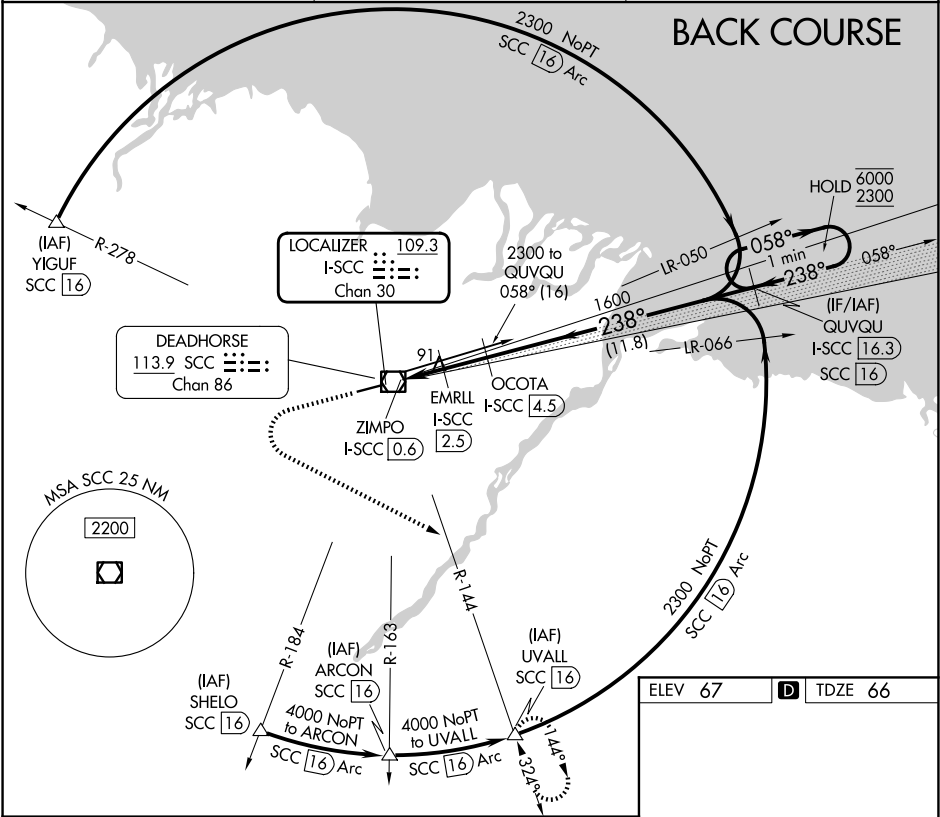 BACK COURSE
2300 NoPT
SCC 16 Arc
HOLD 6000
2300
(IAF)
YIGUF
SCC 16
R-278
LOCALIZER 109.3
I-SCC
Chan 30
2300 to
QUVQU
058° (16)
LR-050
058°
1 min
238°
058°
1600
238°
(11.8)
LR-066
(IF/IAF)
QUVQU
I-SCC 16.3
SCC 16
DEADHORSE
113.9 SCC
Chan 86
91
OCOTA
I-SCC 4.5
EMRLL
I-SCC
2.5
ZIMPO
I-SCC 0.6
MSA SCC 25 NM
2200
R-184
R-163
R-144
2300 NoPT
SCC 16 Arc
(IAF)
SHELO
SCC 16
(IAF)
ARCON
SCC 16
(IAF)
UVALL
SCC 16
4000 NoPT
to ARCON
SCC 16 Arc
4000 NoPT
to UVALL
SCC 16 Arc
144°
324°
ELEV 67
D
TDZE 66